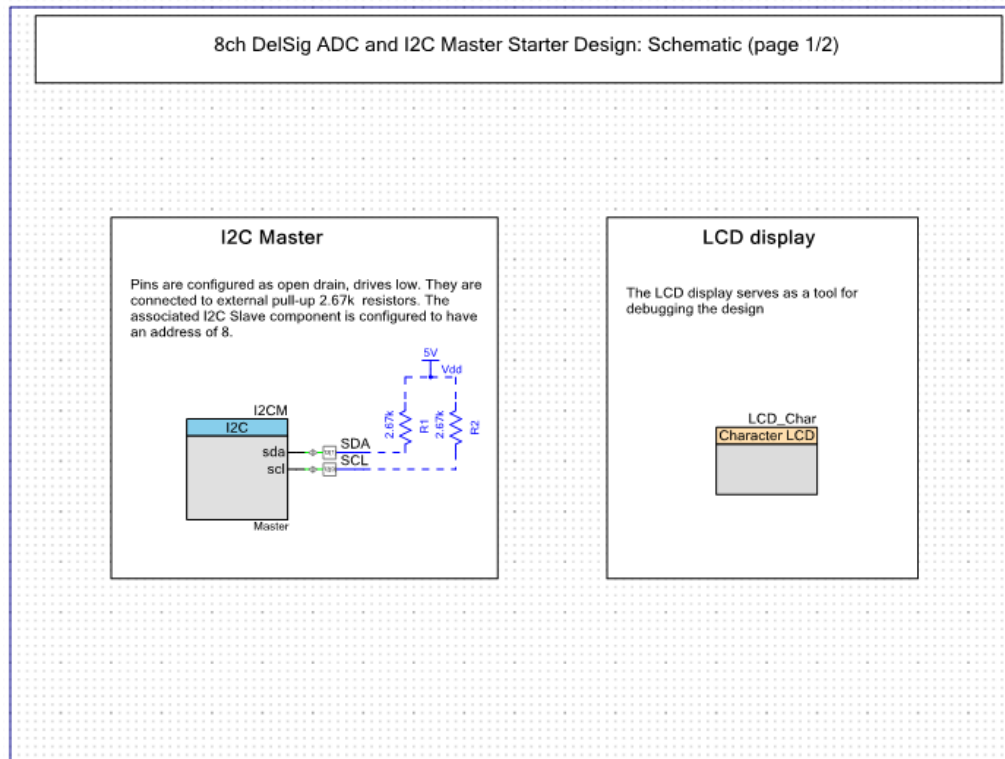 8ch DelSig ADC and I2C Master Starter Design: Schematic (page 1/2)
I2C Master
Pins are configured as open drain, drives low. They are
connected to external pull-up 2.67k resistors. The
associated I2C Slave component is configured to have
an address of 8.
5V
Vdd
2.67k
R1
2.67k
R2
I2CM
I2C
sda
SDA
scl
SCL
Master
LCD display
The LCD display serves as a tool for
debugging the design
LCD_Char
Character LCD